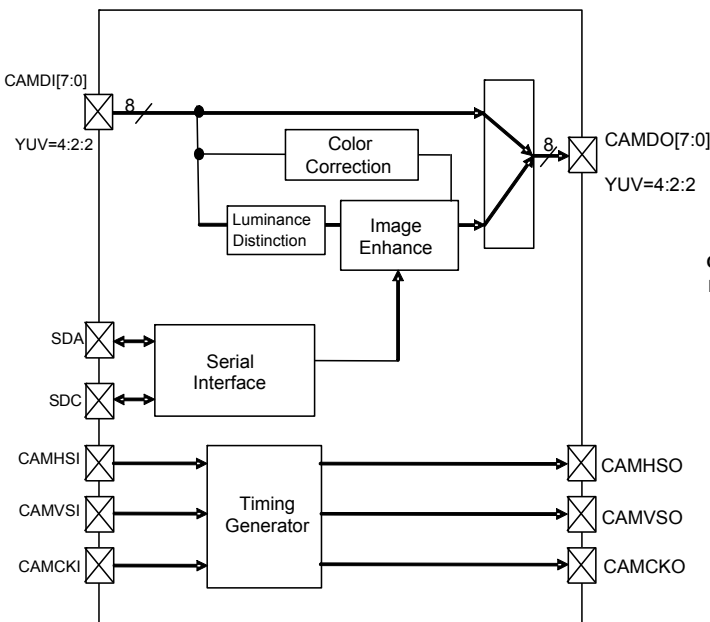 CAMDI[7:0]
8
YUV=4:2:2
Color
Correction
8
CAMDO[7:0]
YUV=4:2:2
Luminance
Distinction
Image
Enhance
SDA
SDC
Serial
Interface
CAMHSI
CAMVSI
CAMCKI
Timing
Generator
CAMHSO
CAMVSO
CAMCKO